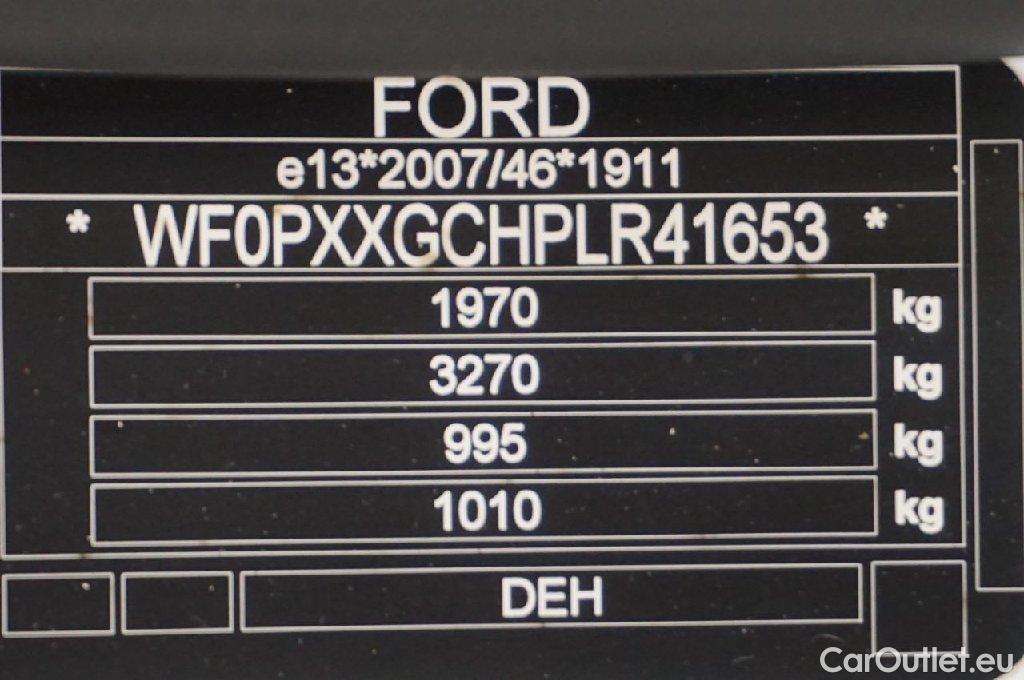 FORD
e13*2007/46*1911
* WF0PXXGCHPLR41653 *
1970 kg
3270 kg
995 kg
1010 kg
DEH
CarOutlet.eu